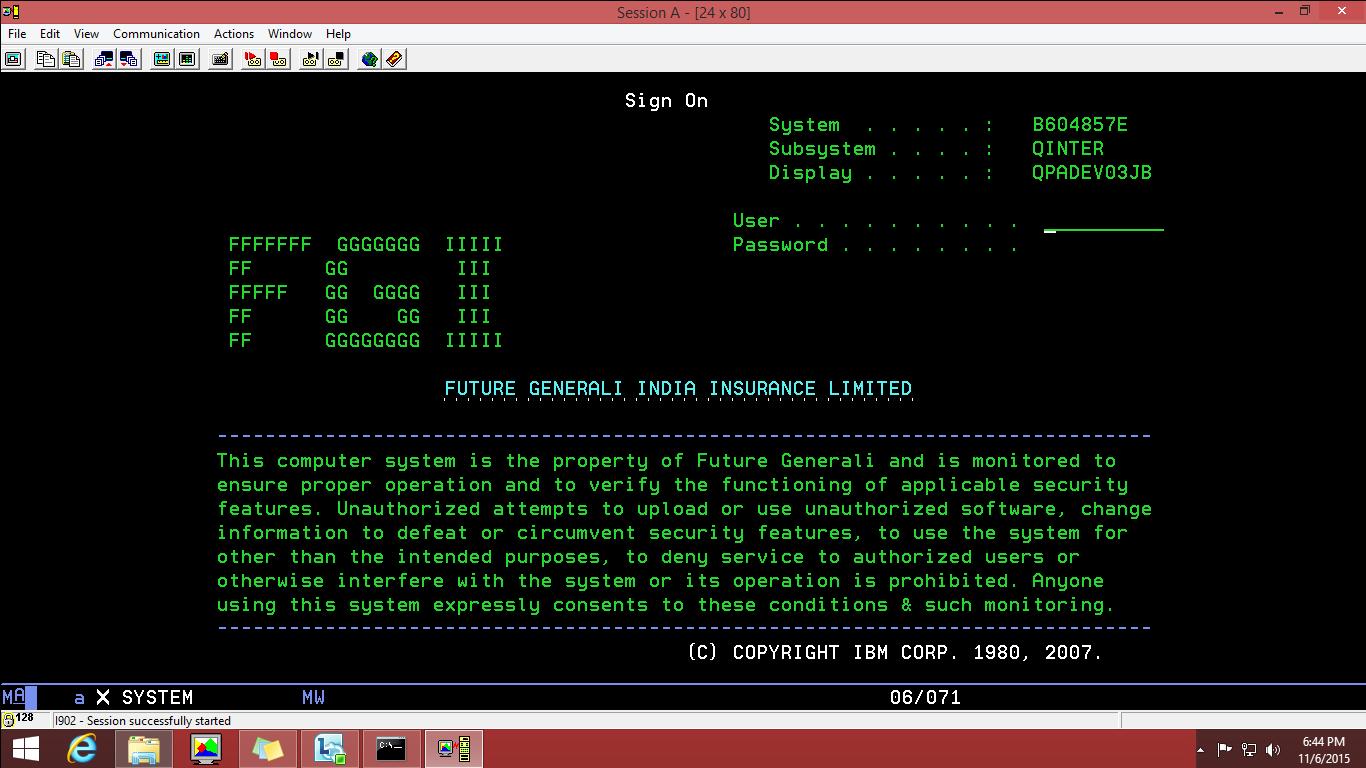 Session A - [24 x 80]
File Edit View Communication Actions Window Help
Sign On
System . . . . . : B604857E
Subsystem . . . . : QINTER
Display . . . . . : QPADEV03JB
User . . . . . . . . . .
Password . . . . . . . .
FFFFFFF GGGGGGG IIIII
FF GG III
FFFFF GG GGGG III
FF GG GG III
FF GGGGGGGG IIIII
FUTURE GENERALI INDIA INSURANCE LIMITED
This computer system is the property of Future Generali and is monitored to
ensure proper operation and to verify the functioning of applicable security
features. Unauthorized attempts to upload or use unauthorized software, change
information to defeat or circumvent security features, to use the system for
other than the intended purposes, to deny service to authorized users or
otherwise interfere with the system or its operation is prohibited. Anyone
using this system expressly consents to these conditions & such monitoring.
(C) COPYRIGHT IBM CORP. 1980, 2007.
MA a X SYSTEM MW 06/071
128 I902 - Session successfully started
C:\_
6:44 PM
11/6/2015